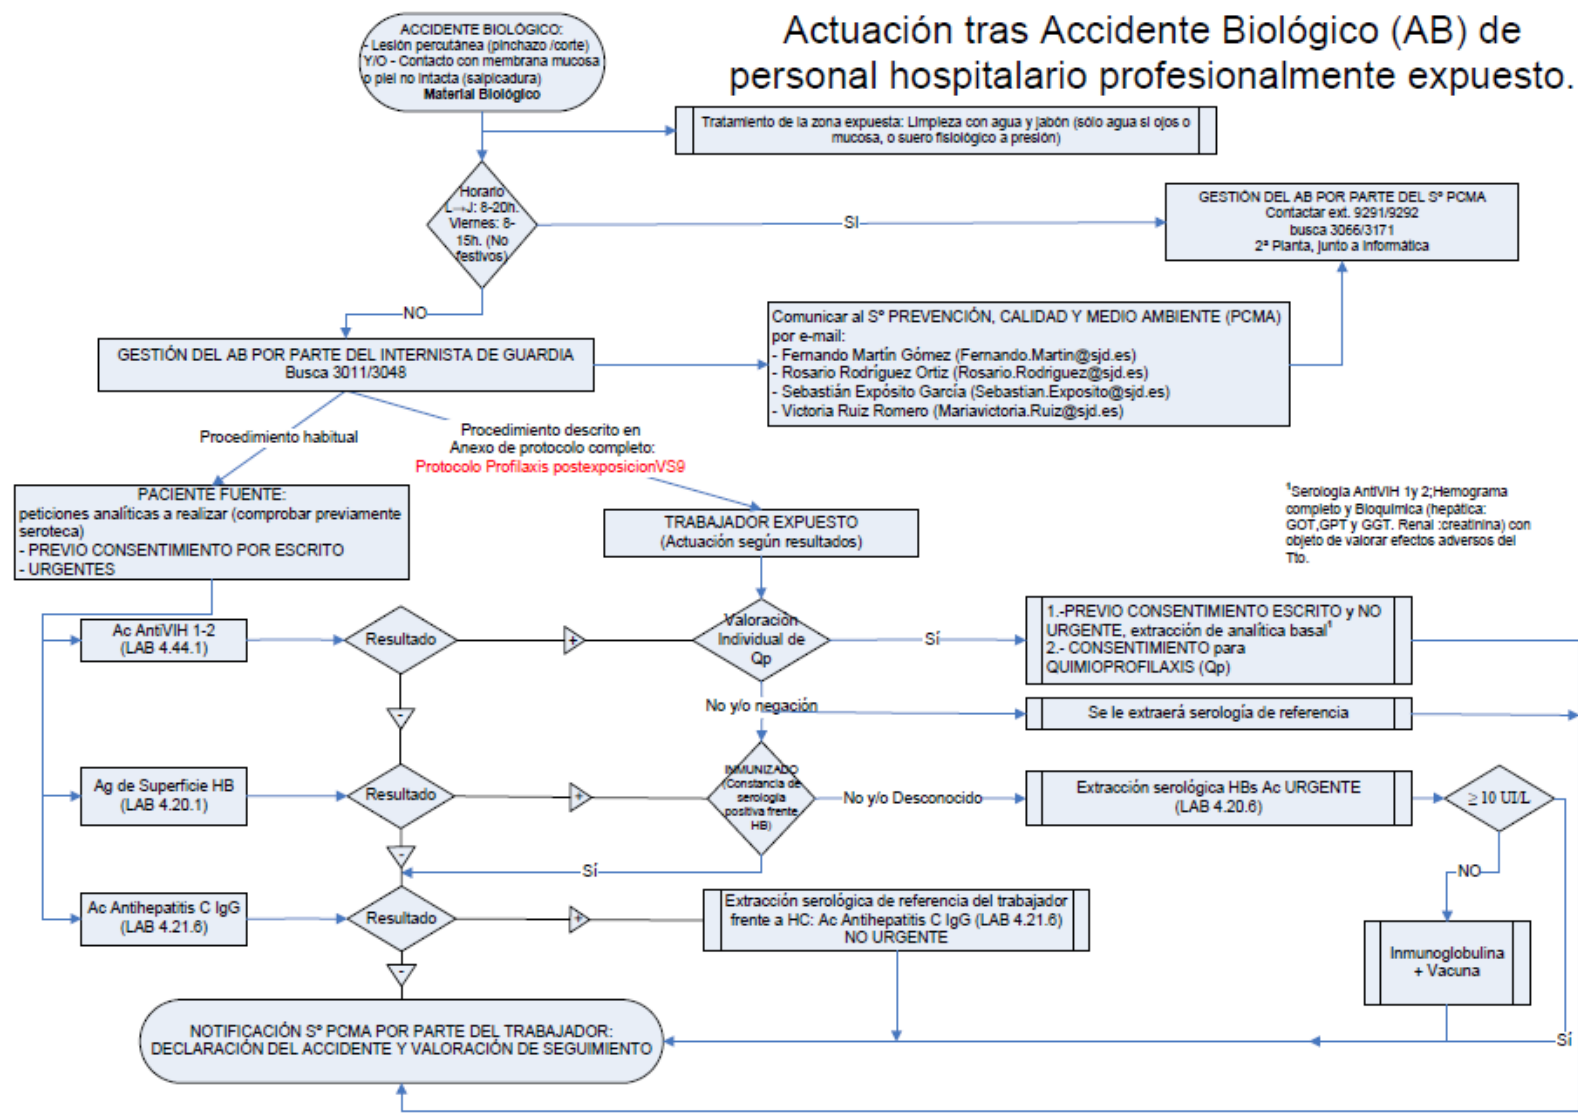 Actuación tras Accidente Biológico (AB) de
personal hospitalario profesionalmente expuesto.
ACCIDENTE BIOLÓGICO:
- Lesión percutánea (pinchazo /corte)
Y/O - Contacto con membrana mucosa
o piel no intacta (salpicadura)
Material Biológico
Tratamiento de la zona expuesta: Limpieza con agua y jabón (sólo agua si ojos o
mucosa, o suero fisiológico a presión)
Horario
L→J: 8-20h.
Viernes: 8-
15h. (No
festivos)
SI
GESTIÓN DEL AB POR PARTE DEL Sº PCMA
Contactar ext. 9291/9292
busca 3066/3171
2ª Planta, junto a Informática
NO
GESTIÓN DEL AB POR PARTE DEL INTERNISTA DE GUARDIA
Busca 3011/3048
Comunicar al Sº PREVENCIÓN, CALIDAD Y MEDIO AMBIENTE (PCMA)
por e-mail:
- Fernando Martín Gómez (Fernando.Martin@sjd.es)
- Rosario Rodríguez Ortiz (Rosario.Rodriguez@sjd.es)
- Sebastián Expósito García (Sebastian.Exposito@sjd.es)
- Victoria Ruiz Romero (Mariavictoria.Ruiz@sjd.es)
Procedimiento habitual
Procedimiento descrito en
Anexo de protocolo completo:
Protocolo Profilaxis postexposicionVS9
PACIENTE FUENTE:
peticiones analíticas a realizar (comprobar previamente
seroteca)
- PREVIO CONSENTIMIENTO POR ESCRITO
- URGENTES
TRABAJADOR EXPUESTO
(Actuación según resultados)
1Serología AntiVIH 1y 2;Hemograma
completo y Bioquimica (hepática:
GOT,GPT y GGT. Renal :creatinina) con
objeto de valorar efectos adversos del
Tto.
Ac AntiVIH 1-2
(LAB 4.44.1)
Resultado
+
Valoración
Individual de
Qp
Sí
1.-PREVIO CONSENTIMIENTO ESCRITO y NO
URGENTE, extracción de analítica basal1
2.- CONSENTIMIENTO para
QUIMIOPROFILAXIS (Qp)
-
No y/o negación
Se le extraerá serología de referencia
Ag de Superficie HB
(LAB 4.20.1)
Resultado
+
INMUNIZADO
(Constancia de
serología
positiva frente
HB)
No y/o Desconocido
Extracción serológica HBs Ac URGENTE
(LAB 4.20.6)
≥ 10 UI/L
-
Sí
NO
Ac Antihepatitis C IgG
(LAB 4.21.6)
Resultado
+
Extracción serológica de referencia del trabajador
frente a HC: Ac Antihepatitis C IgG (LAB 4.21.6)
NO URGENTE
Inmunoglobulina
+ Vacuna
-
NOTIFICACIÓN Sº PCMA POR PARTE DEL TRABAJADOR:
DECLARACIÓN DEL ACCIDENTE Y VALORACIÓN DE SEGUIMIENTO
Sí